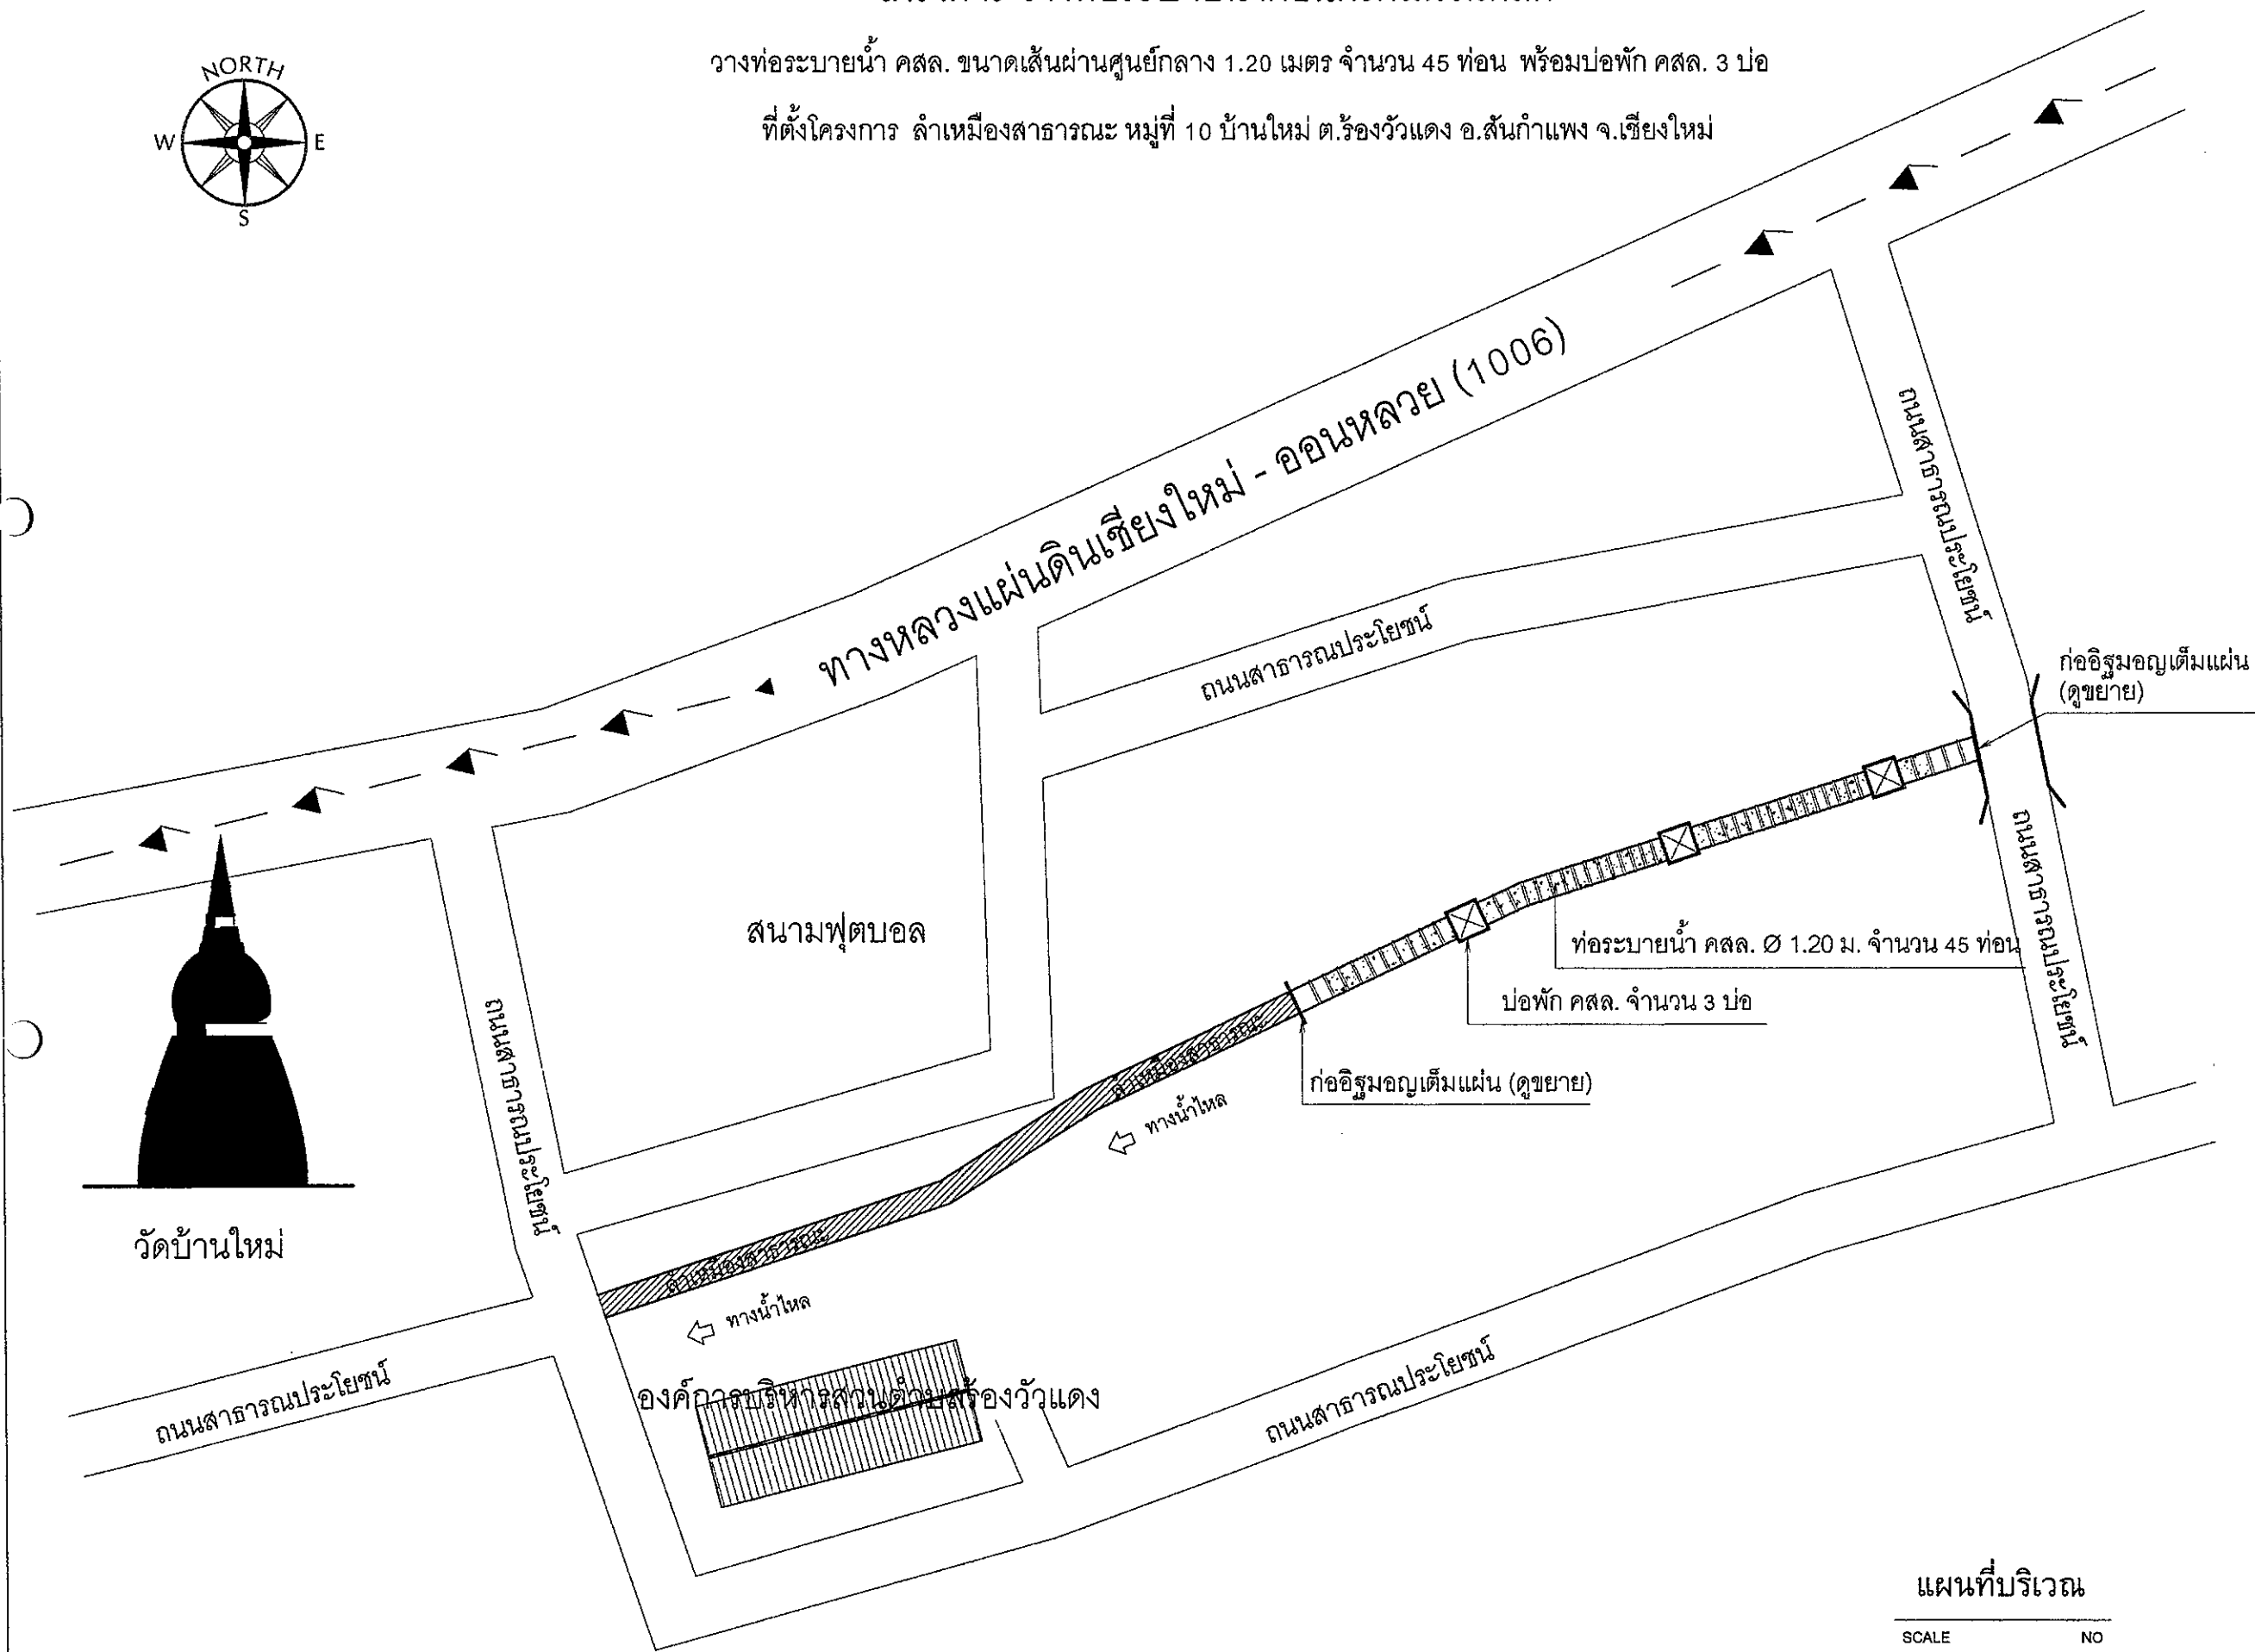 วางท่อระบายน้ำ คสล. ขนาดเส้นผ่านศูนย์กลาง 1.20 เมตร จำนวน 45 ท่อน พร้อมบ่อพัก คสล. 3 บ่อ
ที่ตั้งโครงการ ลำเหมืองสาธารณะ หมู่ที่ 10 บ้านใหม่ ต.ร้องวัวแดง อ.สันกำแพง จ.เชียงใหม่
NORTH
W
E
S
ทางหลวงแผ่นดินเชียงใหม่ - ออนหลวย (1006)
ถนนสาธารณประโยชน์
ถนนสาธารณประโยชน์
ก่ออิฐมอญเต็มแผ่น
(ดูขยาย)
สนามฟุตบอล
ท่อระบายน้ำ คสล. Ø 1.20 ม. จำนวน 45 ท่อน
ถนนสาธารณประโยชน์
บ่อพัก คสล. จำนวน 3 บ่อ
ถนนสาธารณประโยชน์
ลำเหมืองสาธารณะ
ก่ออิฐมอญเต็มแผ่น (ดูขยาย)
ทางน้ำไหล
วัดบ้านใหม่
ลำเหมืองสาธารณะ
ทางน้ำไหล
ถนนสาธารณประโยชน์
องค์การบริหารส่วนตำบลร้องวัวแดง
ถนนสาธารณประโยชน์
แผนที่บริเวณ
SCALE
NO